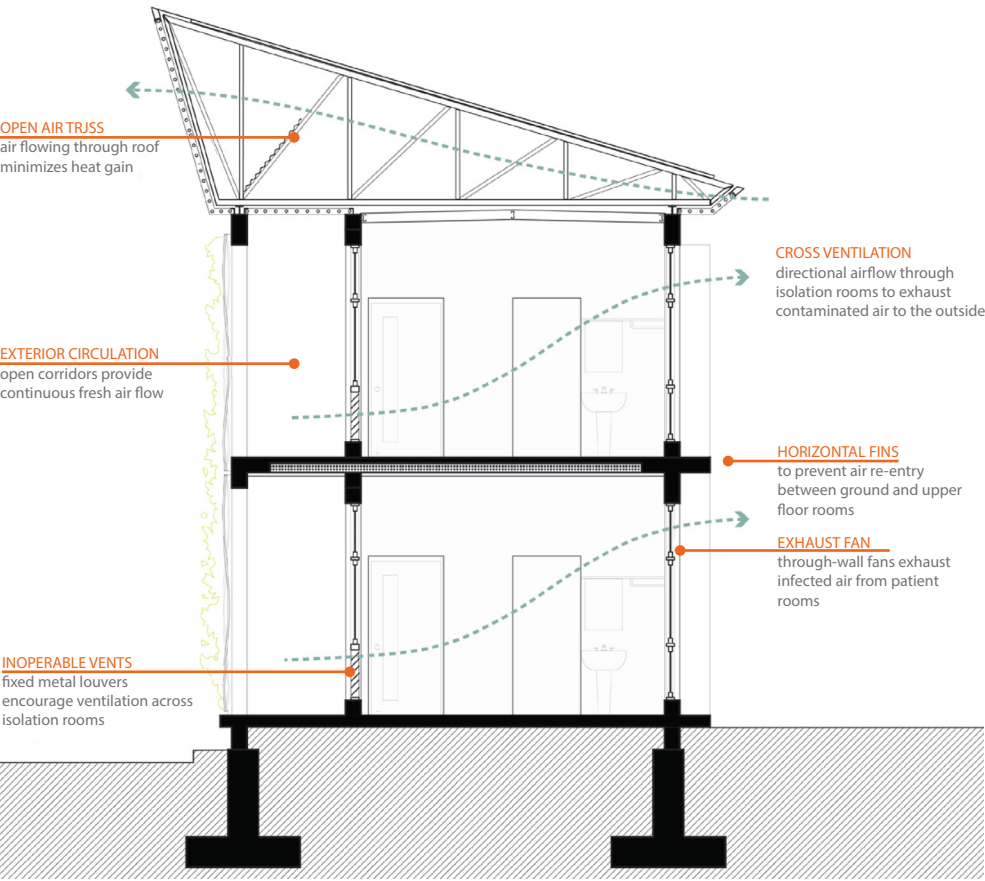 OPEN AIR TRJSS
air flowing through roof
minimizes heat gain
CROSS VENTILATION
directional airflow through
isolation rooms to exhaust
contaminated air to the outside
EXTERIOR CIRCULATION
open corridors provide
continuous fresh air flow
HORIZONTAL FINS
to prevent air re-entry
between ground and upper
floor rooms
EXHAUST FAN
through-wall fans exhaust
infected air from patient
rooms
INOPERABLE VENTS
fixed metal louvers
encourage ventilation across
isolation rooms